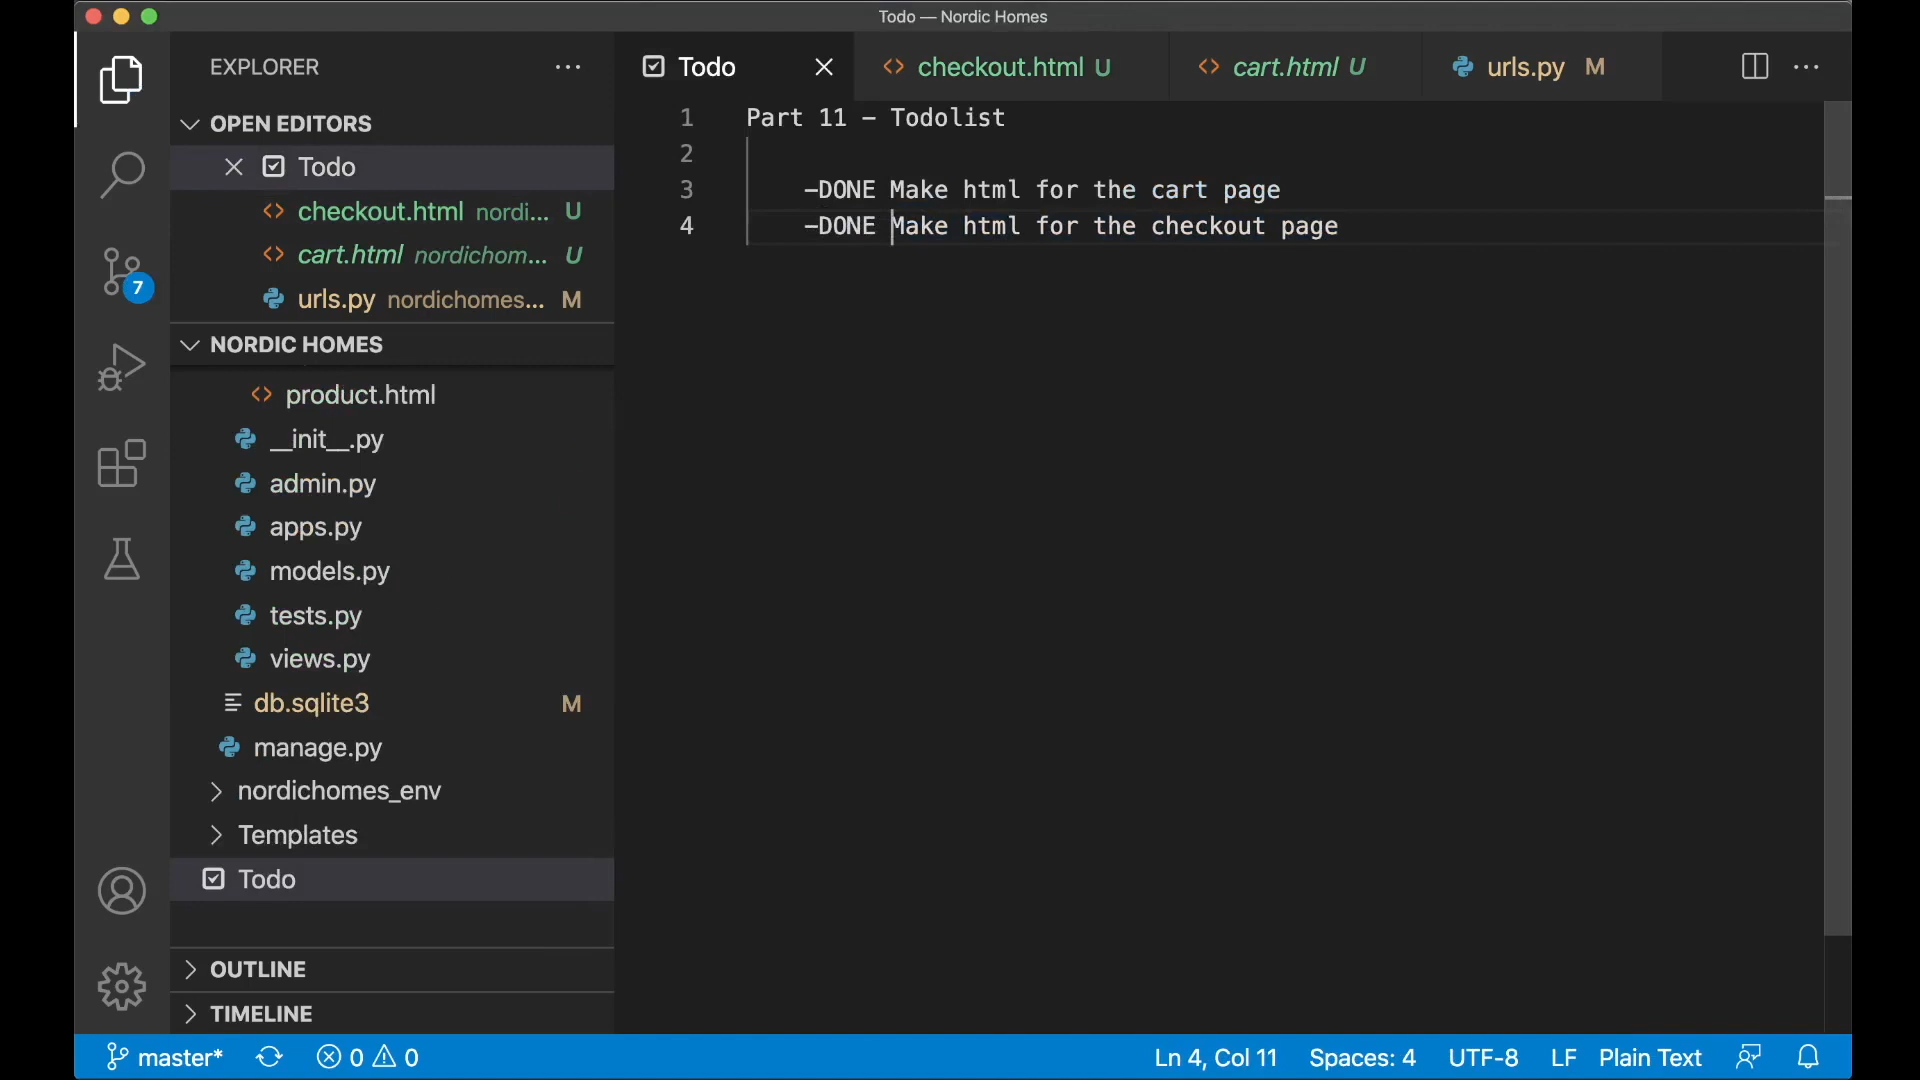 Todo — Nordic Homes
EXPLORER
OPEN EDITORS
Todo
checkout.html nordi... U
cart.html nordichom... U
urls.py nordichomes... M
NORDIC HOMES
product.html
__init__.py
admin.py
apps.py
models.py
tests.py
views.py
db.sqlite3 M
manage.py
nordichomes_env
Templates
Todo
OUTLINE
TIMELINE
7
Todo
checkout.html U
cart.html U
urls.py M
1 Part 11 - Todolist
2
3 -DONE Make html for the cart page
4 -DONE Make html for the checkout page
master* 0 0 Ln 4, Col 11 Spaces: 4 UTF-8 LF Plain Text